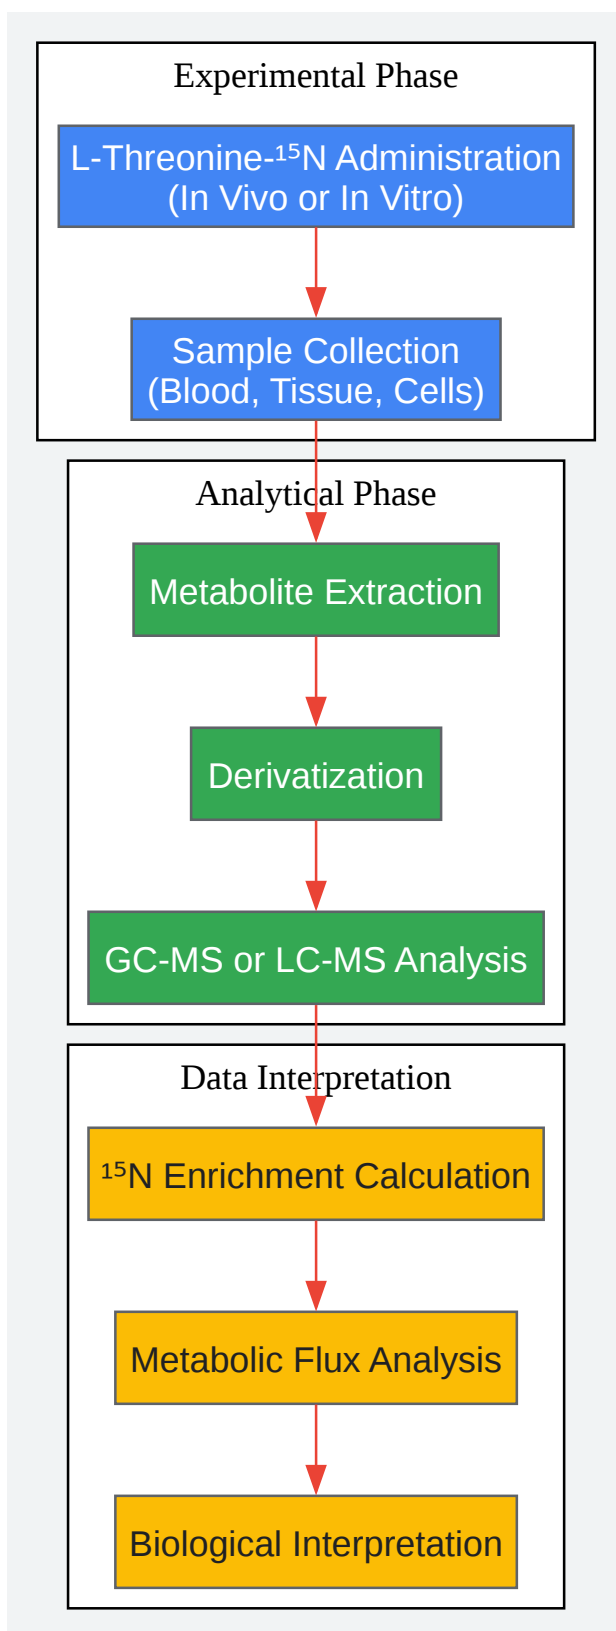 Experimental Phase
L-Threonine-¹⁵N Administration
(In Vivo or In Vitro)
Sample Collection
(Blood, Tissue, Cells)
Analytical Phase
Metabolite Extraction
Derivatization
GC-MS or LC-MS Analysis
Data Interpretation
¹⁵N Enrichment Calculation
Metabolic Flux Analysis
Biological Interpretation